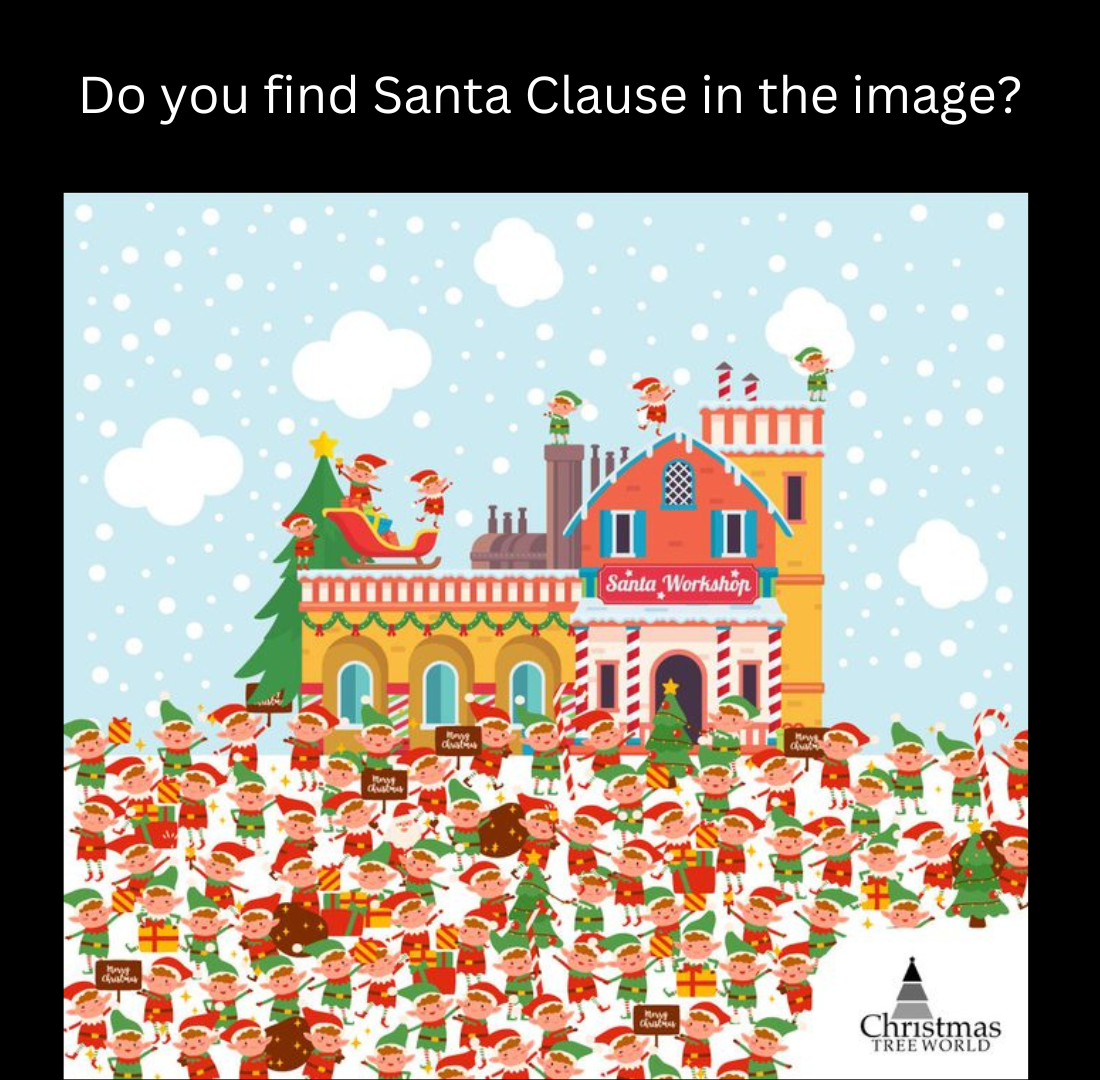 Do you find Santa Clause in the image?
Santa Workshop
Merry
Christmas
Merry
Christmas
Merry
Christmas
Merry
Christmas
Merry
Christmas
Christmas
TREE WORLD